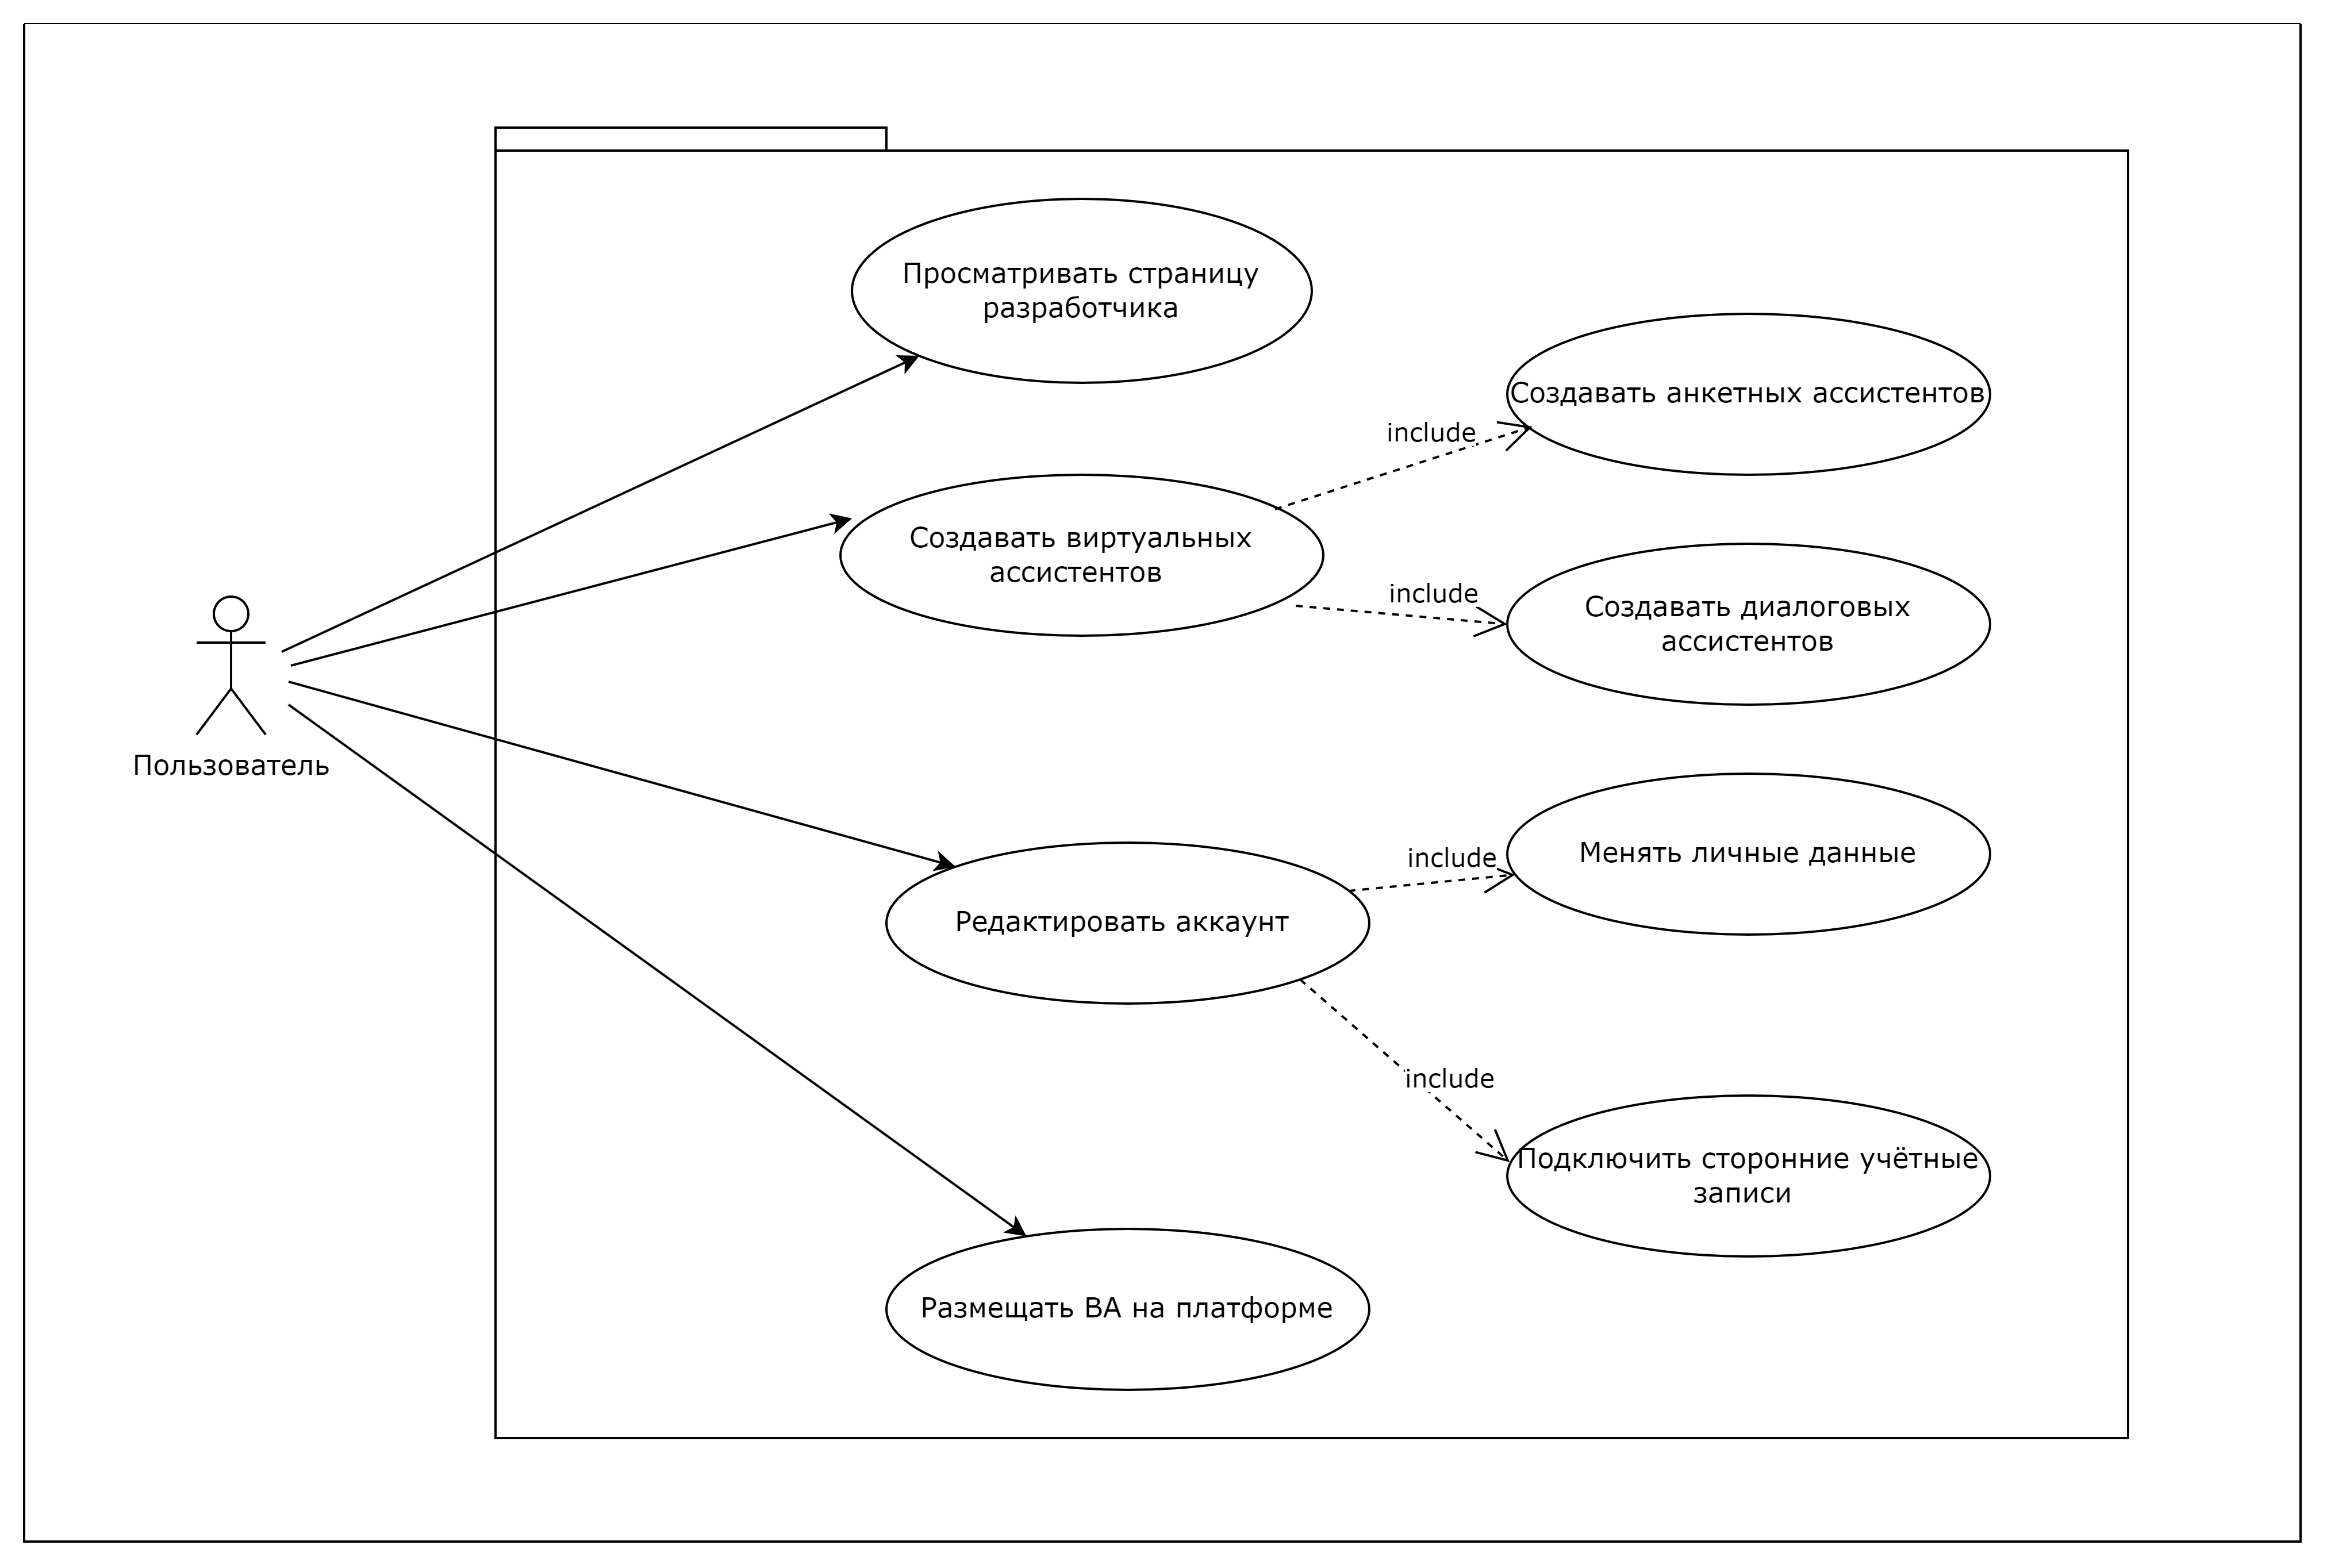 Просматривать страницу
разработчика
Создавать анкетных ассистентов
include
Создавать виртуальных
ассистентов
include
Создавать диалоговых
ассистентов
Пользователь
include
Менять личные данные
Редактировать аккаунт
include
Подключить сторонние учётные
записи
Размещать ВА на платформе